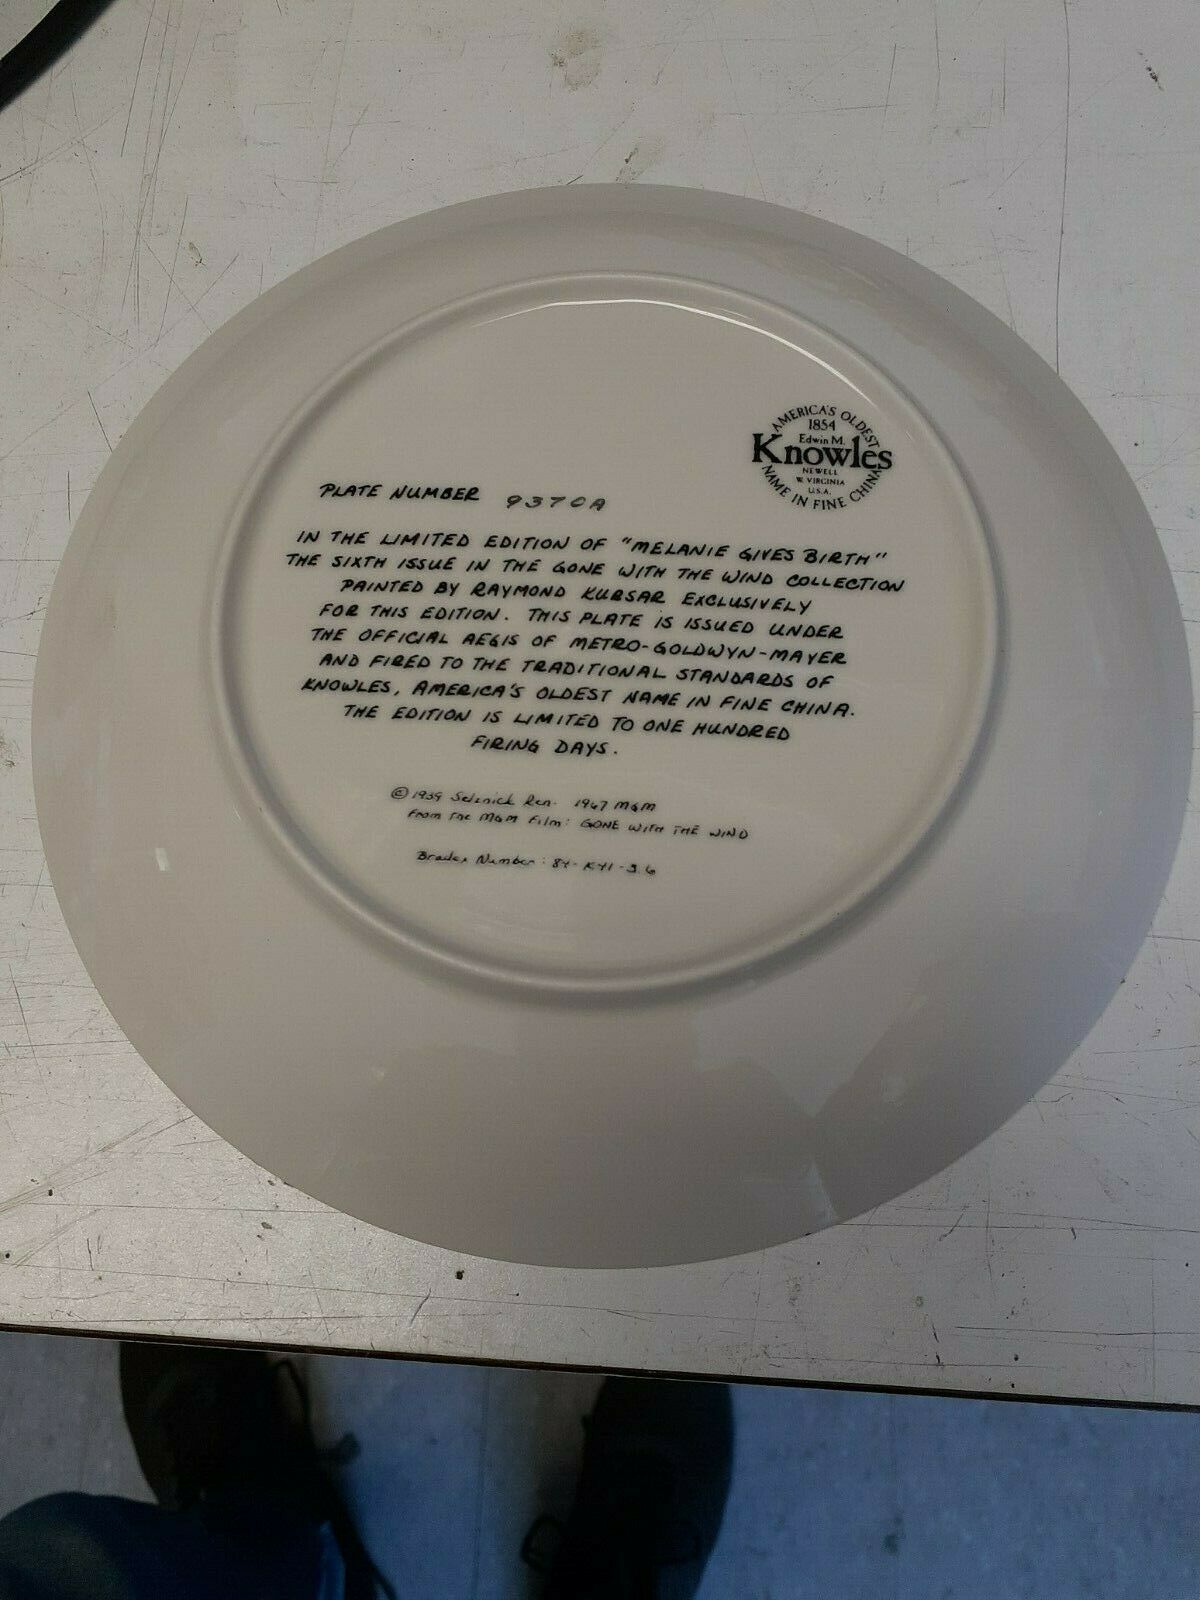 AMERICA'S OLDEST
1854
Edwin M.
Knowles
NEWELL
W. VIRGINIA
U.S.A.
NAME IN FINE CHINA
PLATE NUMBER 9370A
IN THE LIMITED EDITION OF "MELANIE GIVES BIRTH"
THE SIXTH ISSUE IN THE GONE WITH THE WIND COLLECTION
PAINTED BY RAYMOND KURSAR EXCLUSIVELY
FOR THIS EDITION. THIS PLATE IS ISSUED UNDER
THE OFFICIAL AEGIS OF METRO-GOLDWYN-MAYER
AND FIRED TO THE TRADITIONAL STANDARDS OF
KNOWLES, AMERICA'S OLDEST NAME IN FINE CHINA.
THE EDITION IS LIMITED TO ONE HUNDRED
FIRING DAYS.
© 1939 Selznick Ren. 1967 MGM
From the MGM Film: GONE WITH THE WIND
Bradex Number: 84-K41-3.6